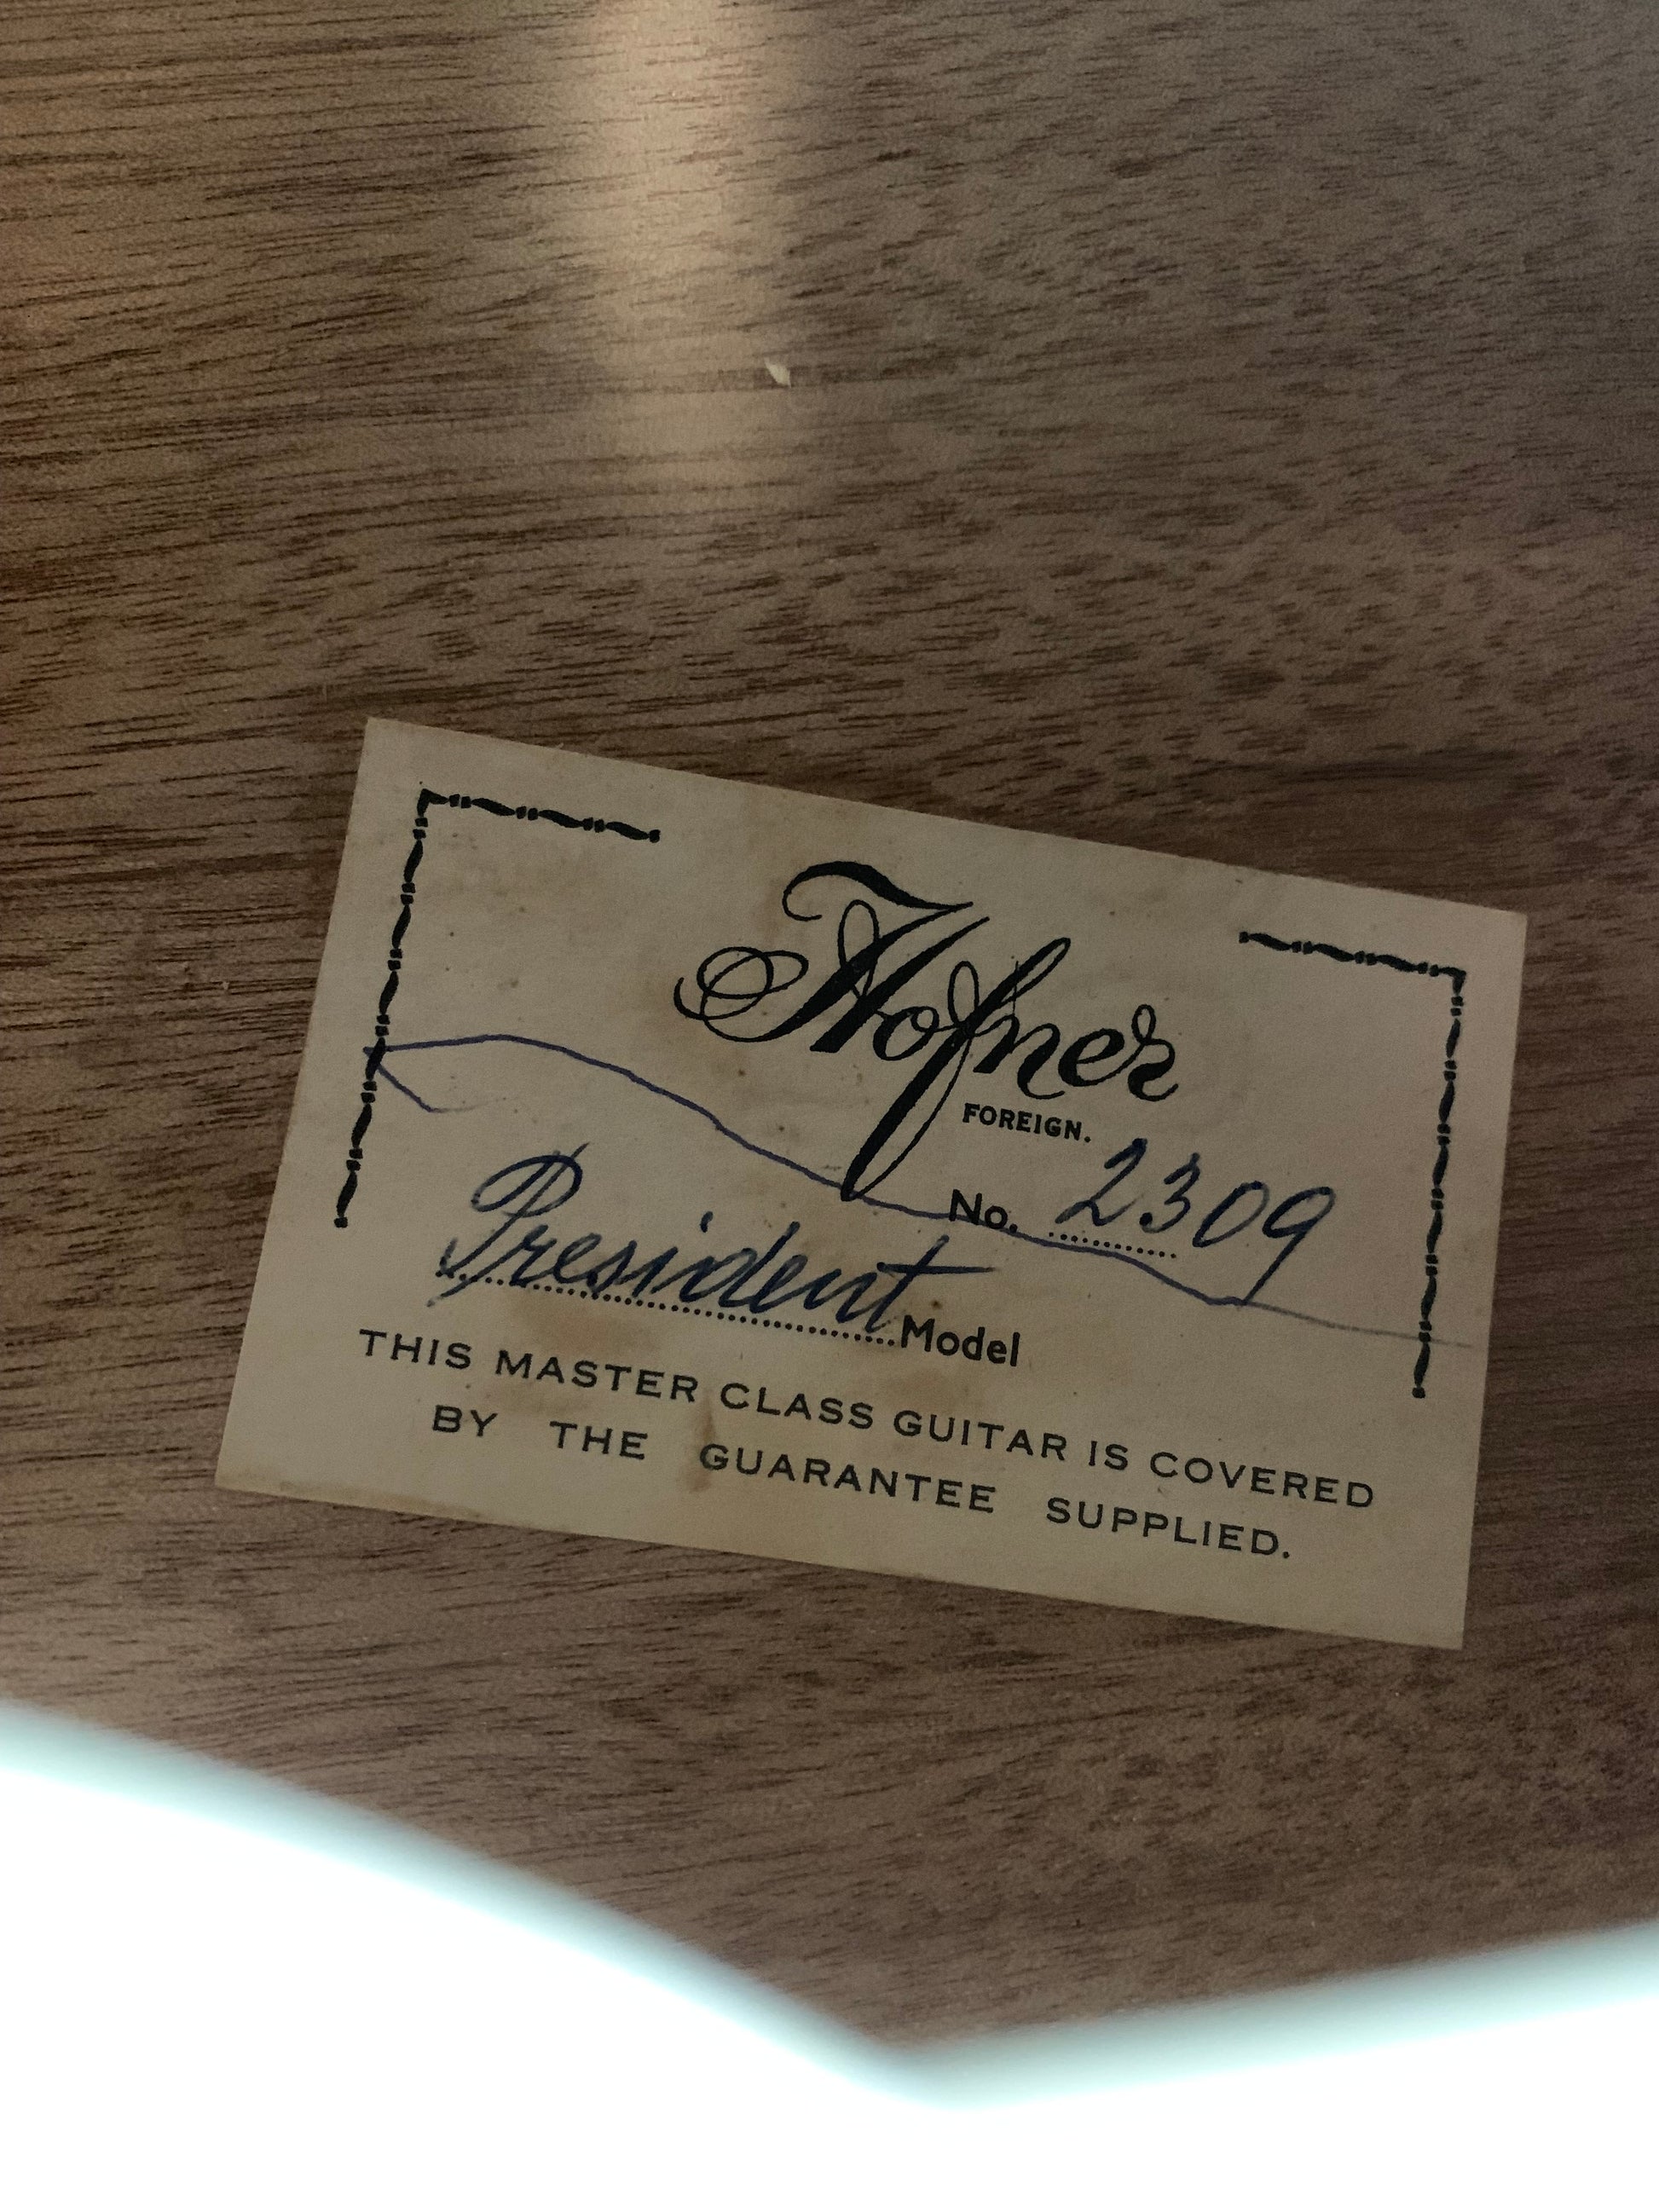 Hofner
FOREIGN.
No. 2309
President Model
THIS MASTER CLASS GUITAR IS COVERED
BY THE GUARANTEE SUPPLIED.